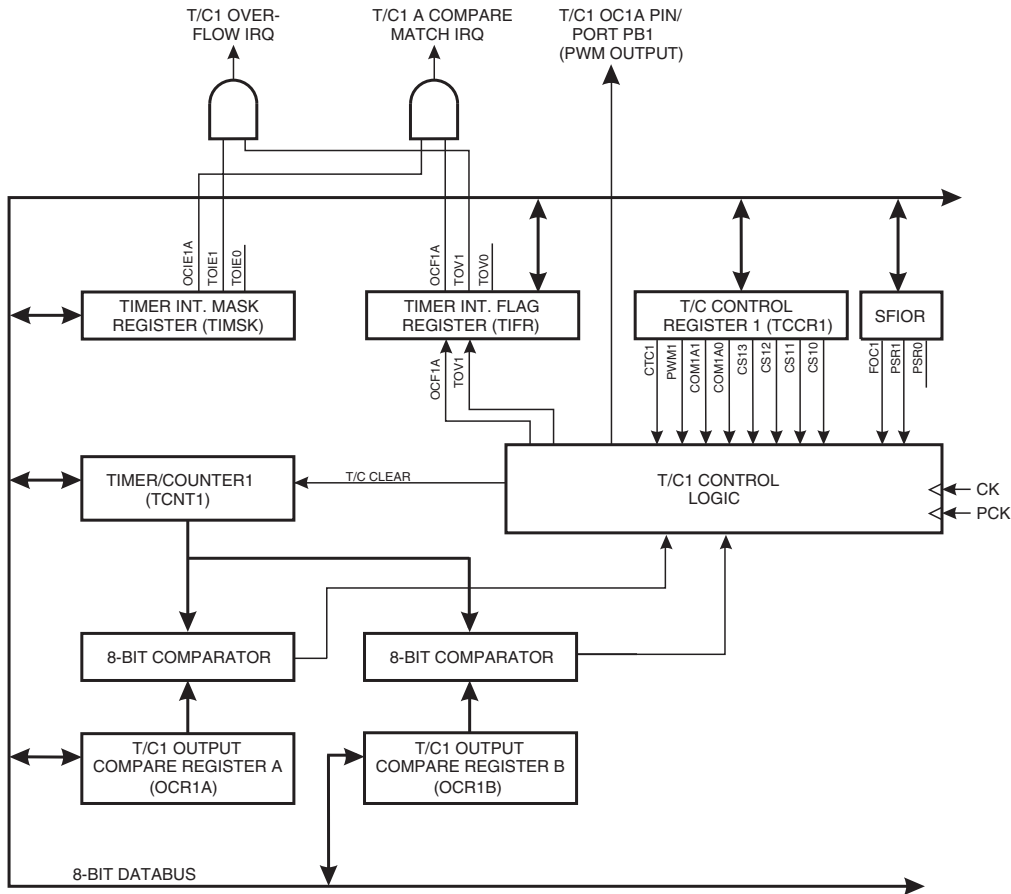 T/C1 OVER-
FLOW IRQ
T/C1 A COMPARE
MATCH IRQ
T/C1 OC1A PIN/
PORT PB1
(PWM OUTPUT)
OCIE1A
TOIE1
TOIE0
OCF1A
TOV1
TOV0
TIMER INT. MASK
REGISTER (TIMSK)
TIMER INT. FLAG
REGISTER (TIFR)
T/C CONTROL
REGISTER 1 (TCCR1)
SFIOR
OCF1A
TOV1
CTC1
PWM1
COM1A1
COM1A0
CS13
CS12
CS11
CS10
FOC1
PSR1
PSR0
TIMER/COUNTER1
(TCNT1)
T/C CLEAR
T/C1 CONTROL
LOGIC
CK
PCK
8-BIT COMPARATOR
8-BIT COMPARATOR
T/C1 OUTPUT
COMPARE REGISTER A
(OCR1A)
T/C1 OUTPUT
COMPARE REGISTER B
(OCR1B)
8-BIT DATABUS